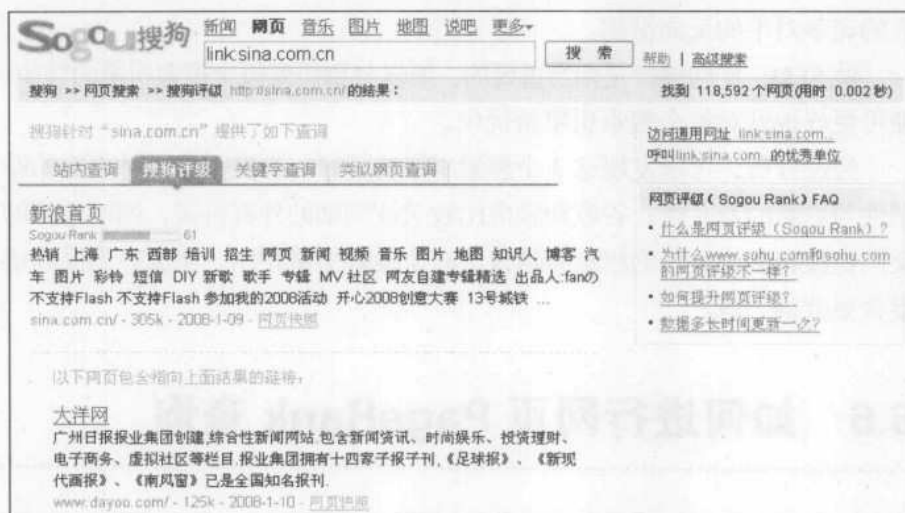 Sogou搜狗
新闻 网页 音乐 图片 地图 说吧 更多
link:sina.com.cn
搜 索
帮助 | 高级搜索
搜狗 >> 网页搜索 >> 搜狗评级 http://sina.com.cn/ 的结果：
找到 118,592 个网页(用时 0.002 秒)
搜狗针对“sina.com.cn”提供了如下查询
站内查询 搜狗评级 关键字查询 类似网页查询
新浪首页
Sogou Rank 61
热销 上海 广东 西部 培训 招生 网页 新闻 视频 音乐 图片 地图 知识人 博客 汽
车 图片 彩铃 短信 DIY 新歌 歌手 专辑 MV 社区 网友自建专辑精选 出品人:fanの
不支持Flash 不支持Flash 参加我的2008活动 开心2008创意大赛 13号城铁 ...
sina.com.cn/ - 305k - 2008-1-09 - 网页快照
以下网页包含指向上面结果的链接：
大洋网
广州日报报业集团创建,综合性新闻网站,包含新闻资讯、时尚娱乐、投资理财、
电子商务、虚拟社区等栏目,报业集团拥有十四家子报子刊,《足球报》、《新现
代画报》、《南风窗》已是全国知名报刊.
www.dayoo.com/ - 125k - 2008-1-10 - 网页快照
访问通用网址 link:sina.com...
呼叫link:sina.com...的优秀单位
网页评级 ( Sogou Rank ) FAQ
• 什么是网页评级（Sogou Rank）?
• 为什么www.sohu.com和sohu.com
的网页评级不一样?
• 如何提升网页评级?
• 数据多长时间更新一次?